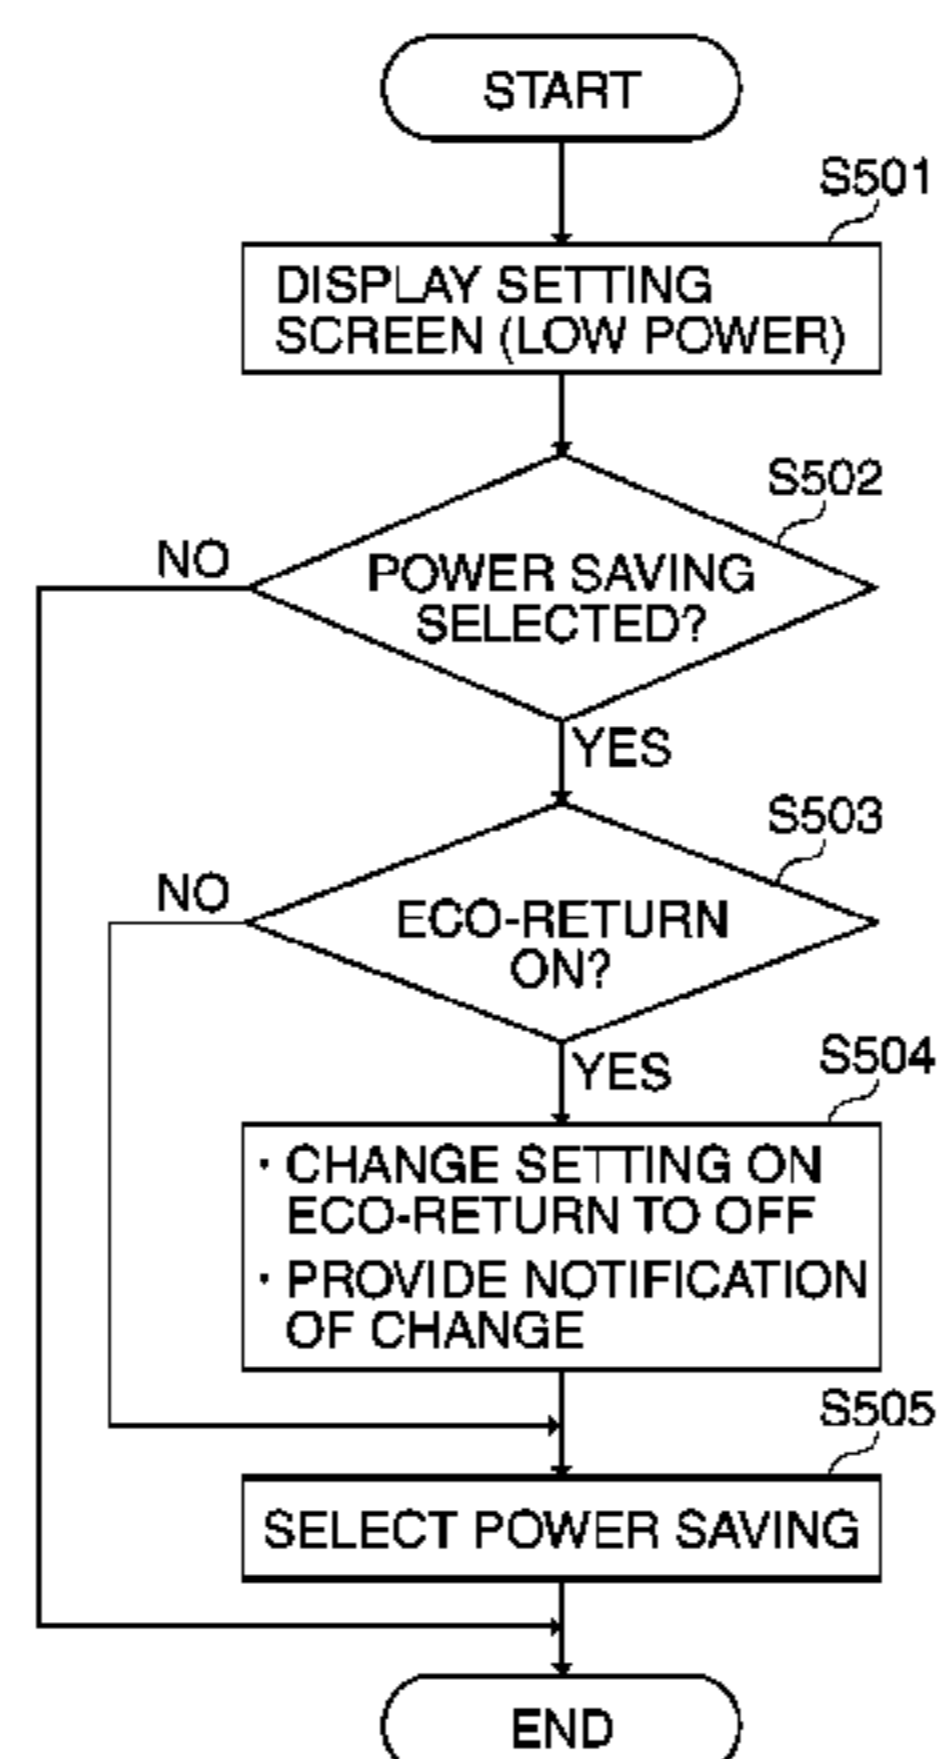 START
S501
DISPLAY SETTING
SCREEN (LOW POWER)
S502
NO
POWER SAVING
SELECTED?
YES
S503
NO
ECO-RETURN
ON?
YES
S504
· CHANGE SETTING ON
ECO-RETURN TO OFF
· PROVIDE NOTIFICATION
OF CHANGE
S505
SELECT POWER SAVING
END